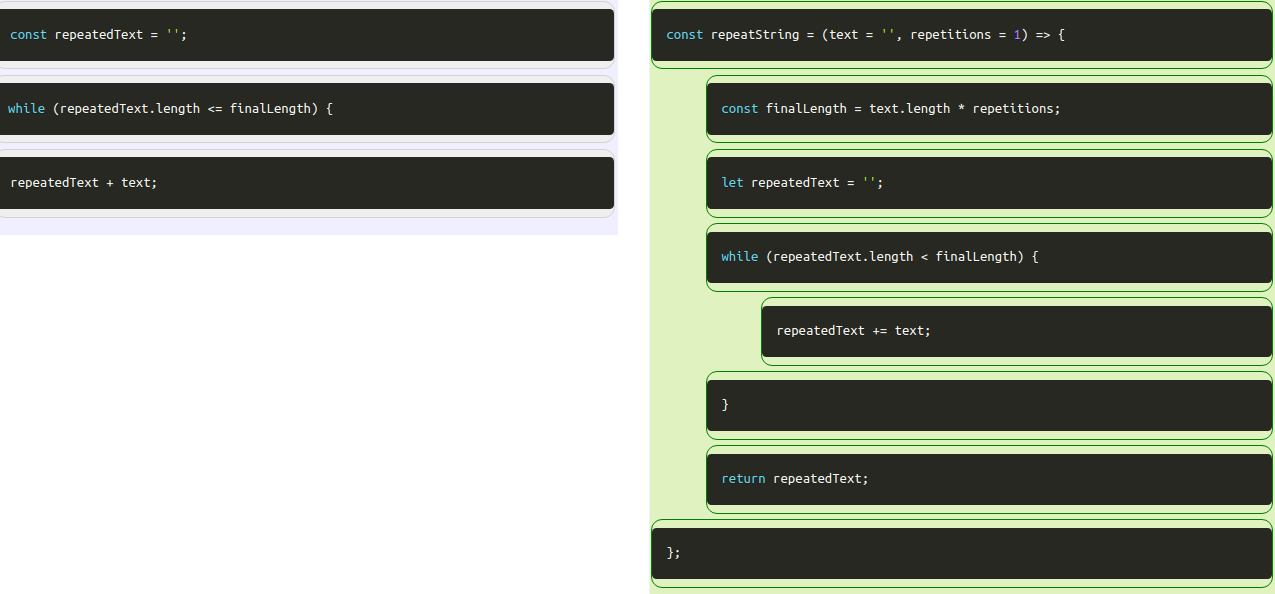 const repeatedText = '';
while (repeatedText.length <= finalLength) {
repeatedText + text;
const repeatString = (text = '', repetitions = 1) => {
const finalLength = text.length * repetitions;
let repeatedText = '';
while (repeatedText.length < finalLength) {
repeatedText += text;
}
return repeatedText;
};